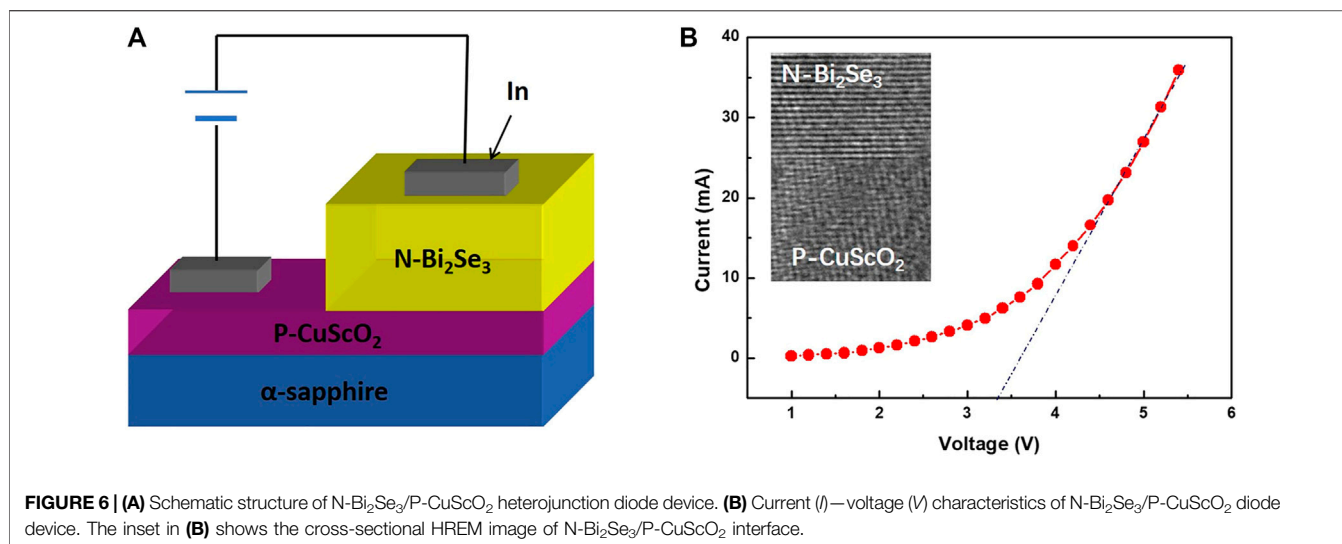 A
In
N-Bi₂Se₃
P-CuScO₂
α-sapphire
B
40
30
20
10
0
Current (mA)
N-Bi₂Se₃
P-CuScO₂
1 2 3 4 5 6
Voltage (V)
FIGURE 6 | (A) Schematic structure of N-Bi₂Se₃/P-CuScO₂ heterojunction diode device. (B) Current (I)—voltage (V) characteristics of N-Bi₂Se₃/P-CuScO₂ diode
device. The inset in (B) shows the cross-sectional HREM image of N-Bi₂Se₃/P-CuScO₂ interface.